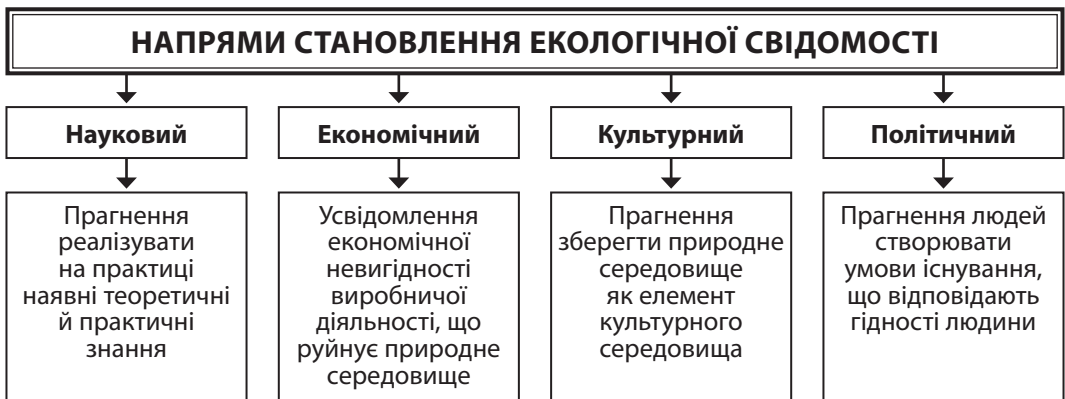 НАПРЯМИ СТАНОВЛЕННЯ ЕКОЛОГІЧНОЇ СВІДОМОСТІ
Науковий
Економічний
Культурний
Політичний
Прагнення
реалізувати
на практиці
наявні теоретичні
й практичні
знання
Усвідомлення
економічної
невигідності
виробничої
діяльності, що
руйнує природне
середовище
Прагнення
зберегти природне
середовище
як елемент
культурного
середовища
Прагнення людей
створювати
умови існування,
що відповідають
гідності людини